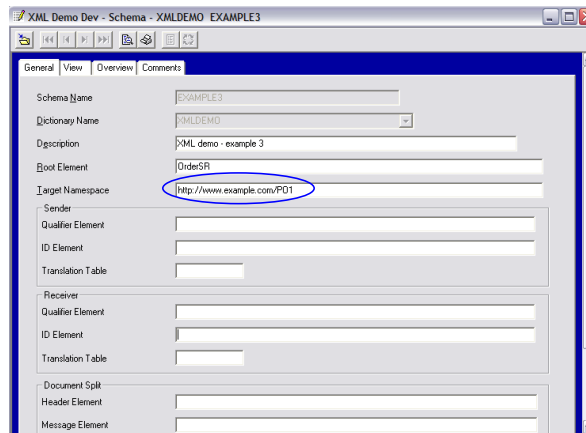 XML Demo Dev - Schema - XMLDEMO EXAMPLE3
General View Overview Comments
Schema Name EXAMPLE3
Dictionary Name XMLDEMO
Description XML demo - example 3
Root Element OrderSR
Target Namespace http://www.example.com/PO1
Sender
Qualifier Element
ID Element
Translation Table
Receiver
Qualifier Element
ID Element
Translation Table
Document Split
Header Element
Message Element